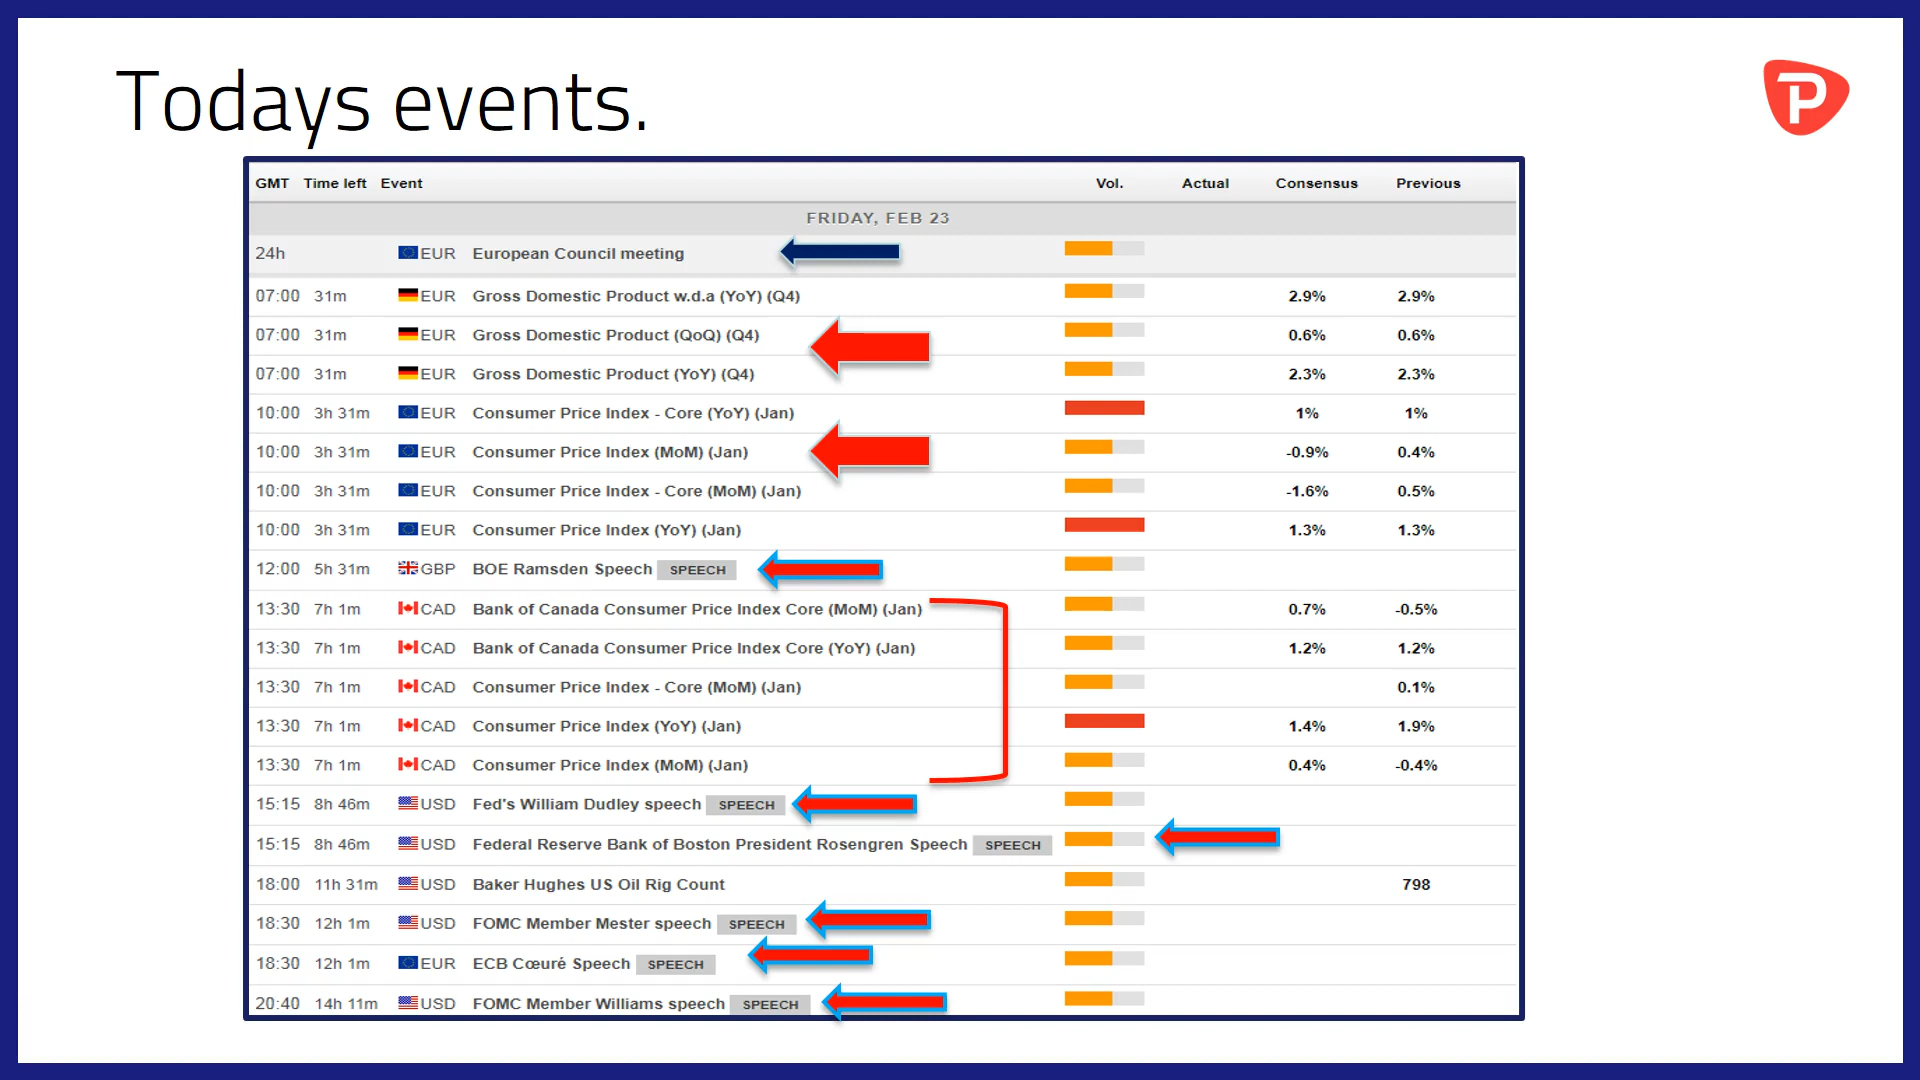 Todays events.
P
GMT Time left Event Vol. Actual Consensus Previous
FRIDAY, FEB 23
24h EUR European Council meeting
07:00 31m EUR Gross Domestic Product w.d.a (YoY) (Q4) 2.9% 2.9%
07:00 31m EUR Gross Domestic Product (QoQ) (Q4) 0.6% 0.6%
07:00 31m EUR Gross Domestic Product (YoY) (Q4) 2.3% 2.3%
10:00 3h 31m EUR Consumer Price Index - Core (YoY) (Jan) 1% 1%
10:00 3h 31m EUR Consumer Price Index (MoM) (Jan) -0.9% 0.4%
10:00 3h 31m EUR Consumer Price Index - Core (MoM) (Jan) -1.6% 0.5%
10:00 3h 31m EUR Consumer Price Index (YoY) (Jan) 1.3% 1.3%
12:00 5h 31m GBP BOE Ramsden Speech SPEECH
13:30 7h 1m CAD Bank of Canada Consumer Price Index Core (MoM) (Jan) 0.7% -0.5%
13:30 7h 1m CAD Bank of Canada Consumer Price Index Core (YoY) (Jan) 1.2% 1.2%
13:30 7h 1m CAD Consumer Price Index - Core (MoM) (Jan) 0.1%
13:30 7h 1m CAD Consumer Price Index (YoY) (Jan) 1.4% 1.9%
13:30 7h 1m CAD Consumer Price Index (MoM) (Jan) 0.4% -0.4%
15:15 8h 46m USD Fed's William Dudley speech SPEECH
15:15 8h 46m USD Federal Reserve Bank of Boston President Rosengren Speech SPEECH
18:00 11h 31m USD Baker Hughes US Oil Rig Count 798
18:30 12h 1m USD FOMC Member Mester speech SPEECH
18:30 12h 1m EUR ECB Cœuré Speech SPEECH
20:40 14h 11m USD FOMC Member Williams speech SPEECH